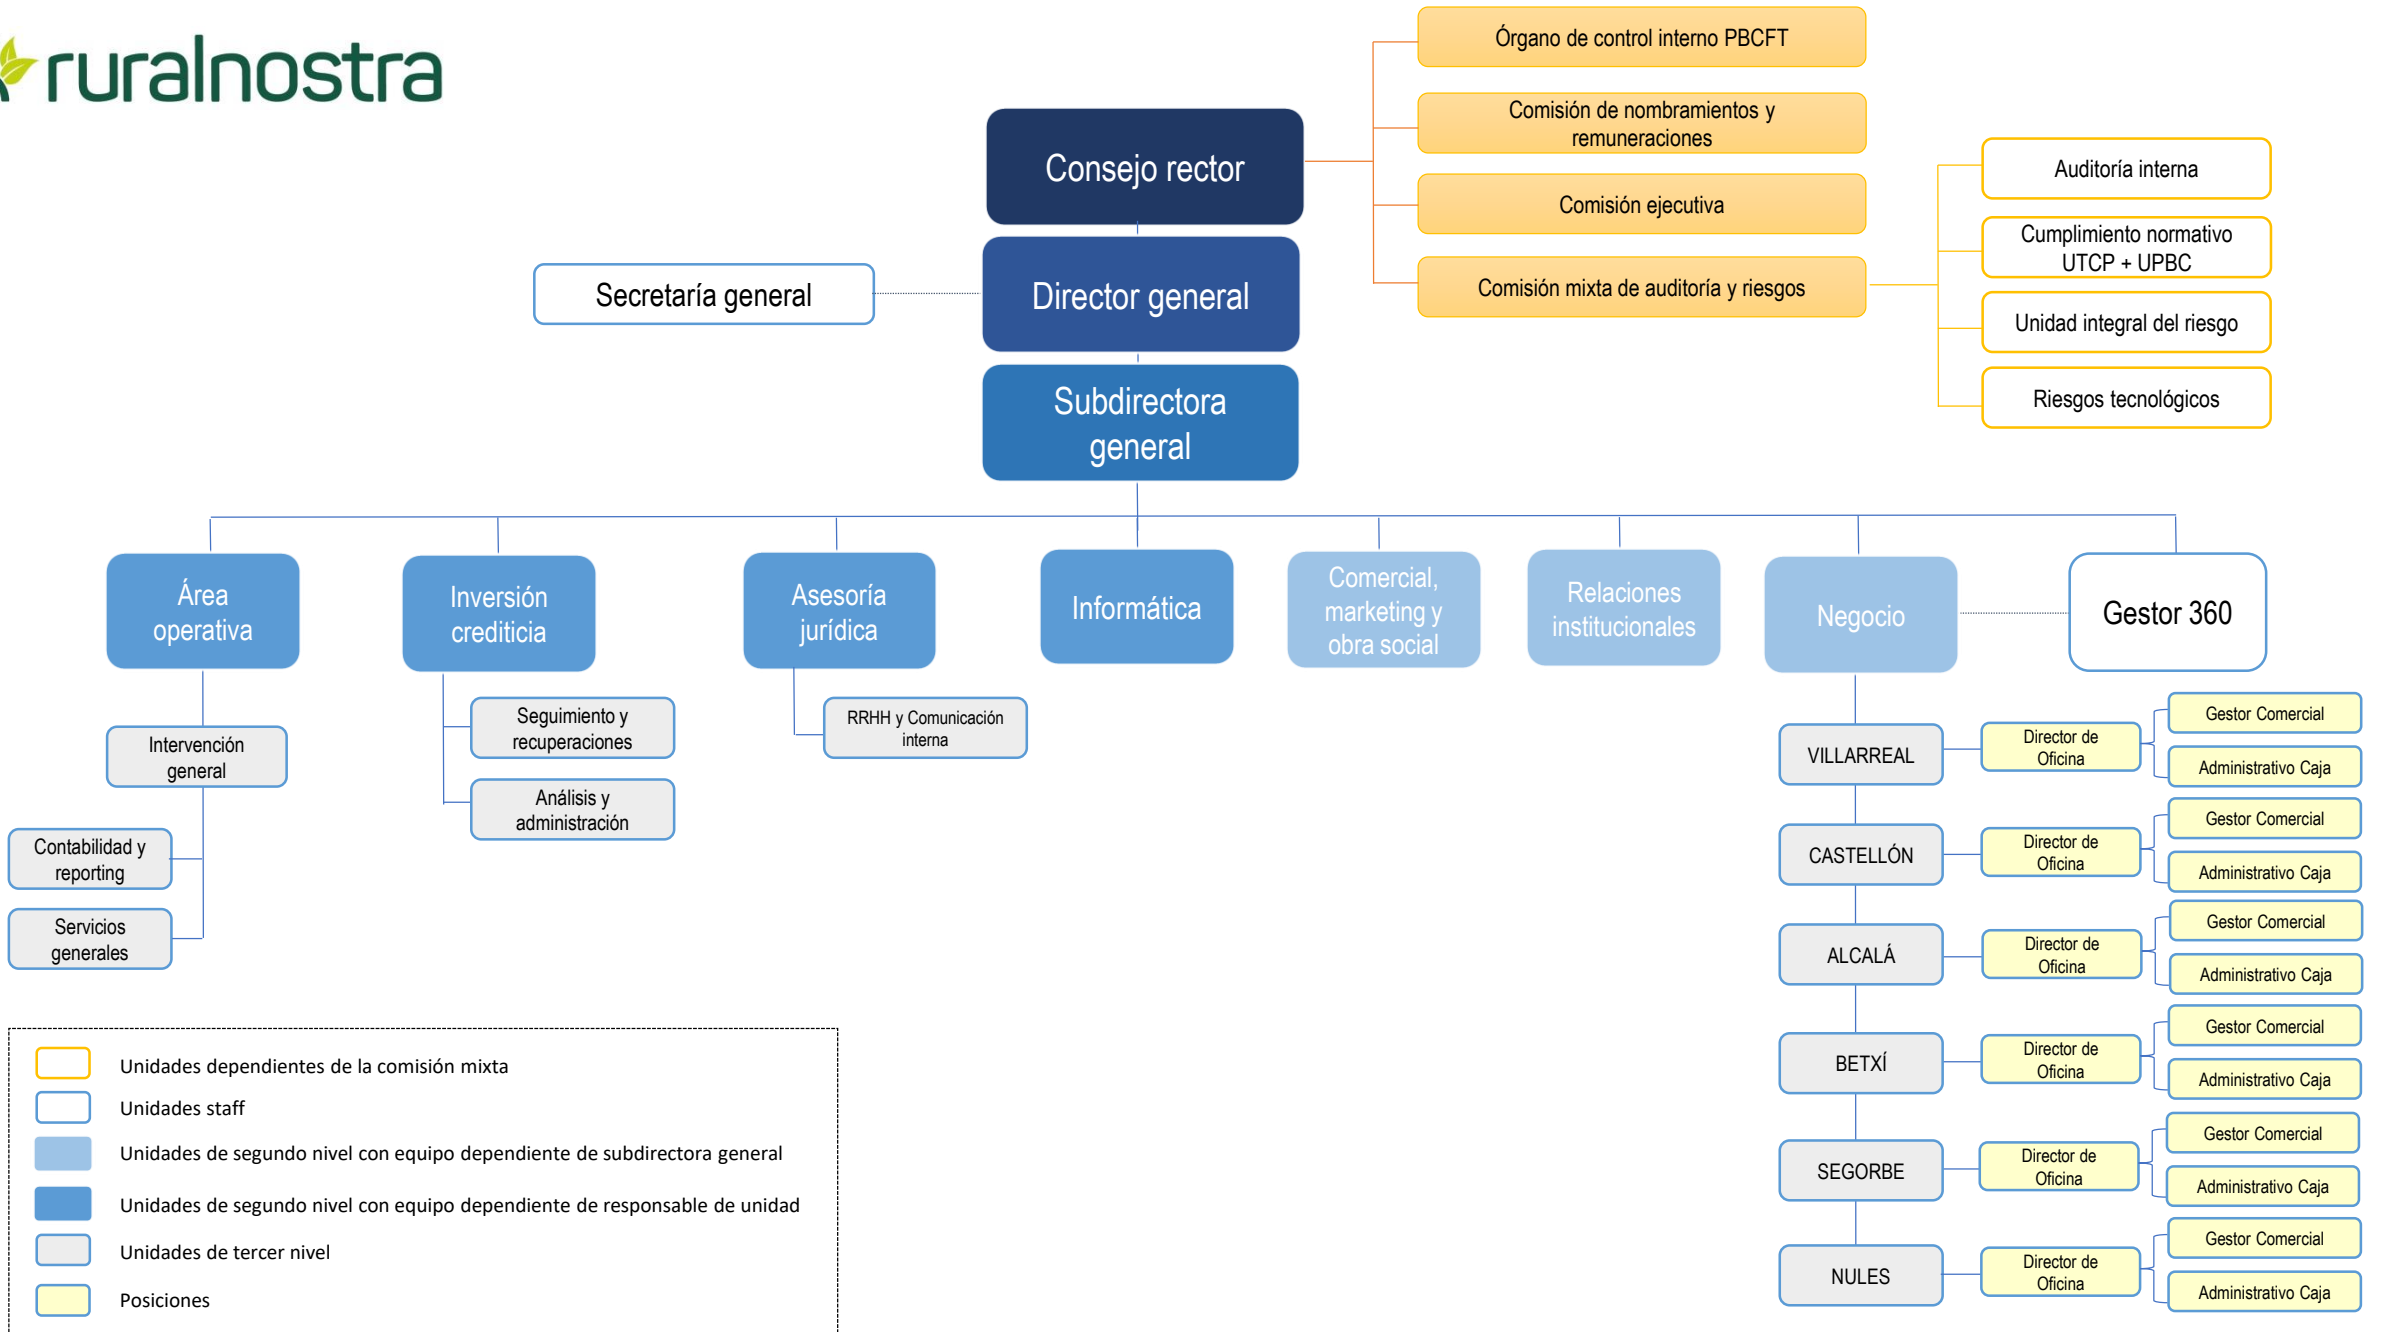 ruralnostra
Órgano de control interno PBCFT
Comisión de nombramientos y
remuneraciones
Consejo rector
Comisión ejecutiva
Comisión mixta de auditoría y riesgos
Auditoría interna
Cumplimiento normativo
UTCP + UPBC
Unidad integral del riesgo
Riesgos tecnológicos
Secretaría general
Director general
Subdirectora
general
Área
operativa
Inversión
crediticia
Asesoría
jurídica
Informática
Comercial,
marketing y
obra social
Relaciones
institucionales
Negocio
Gestor 360
Intervención
general
Contabilidad y
reporting
Servicios
generales
Seguimiento y
recuperaciones
Análisis y
administración
RRHH y Comunicación
interna
VILLARREAL
Director de
Oficina
Gestor Comercial
Administrativo Caja
CASTELLÓN
Director de
Oficina
Gestor Comercial
Administrativo Caja
ALCALÁ
Director de
Oficina
Gestor Comercial
Administrativo Caja
BETXÍ
Director de
Oficina
Gestor Comercial
Administrativo Caja
SEGORBE
Director de
Oficina
Gestor Comercial
Administrativo Caja
NULES
Director de
Oficina
Gestor Comercial
Administrativo Caja
Unidades dependientes de la comisión mixta
Unidades staff
Unidades de segundo nivel con equipo dependiente de subdirectora general
Unidades de segundo nivel con equipo dependiente de responsable de unidad
Unidades de tercer nivel
Posiciones